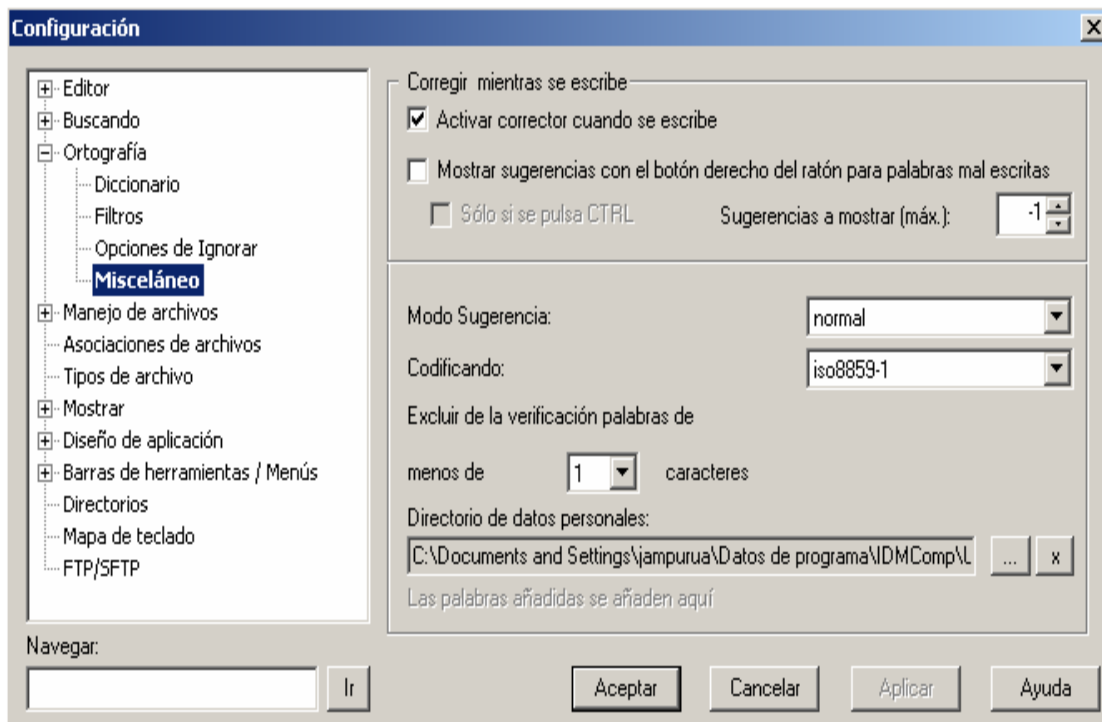 Configuración
Editor
Buscando
Ortografía
Diccionario
Filtros
Opciones de Ignorar
Misceláneo
Manejo de archivos
Asociaciones de archivos
Tipos de archivo
Mostrar
Diseño de aplicación
Barras de herramientas / Menús
Directorios
Mapa de teclado
FTP/SFTP
Navegar:
Ir
Corregir mientras se escribe
Activar corrector cuando se escribe
Mostrar sugerencias con el botón derecho del ratón para palabras mal escritas
Sólo si se pulsa CTRL Sugerencias a mostrar (máx.): -1
Modo Sugerencia: normal
Codificando: iso8859-1
Excluir de la verificación palabras de
menos de 1 caracteres
Directorio de datos personales:
C:\Documents and Settings\jampurua\Datos de programa\IDMComp\L ... x
Las palabras añadidas se añaden aquí
Aceptar Cancelar Aplicar Ayuda